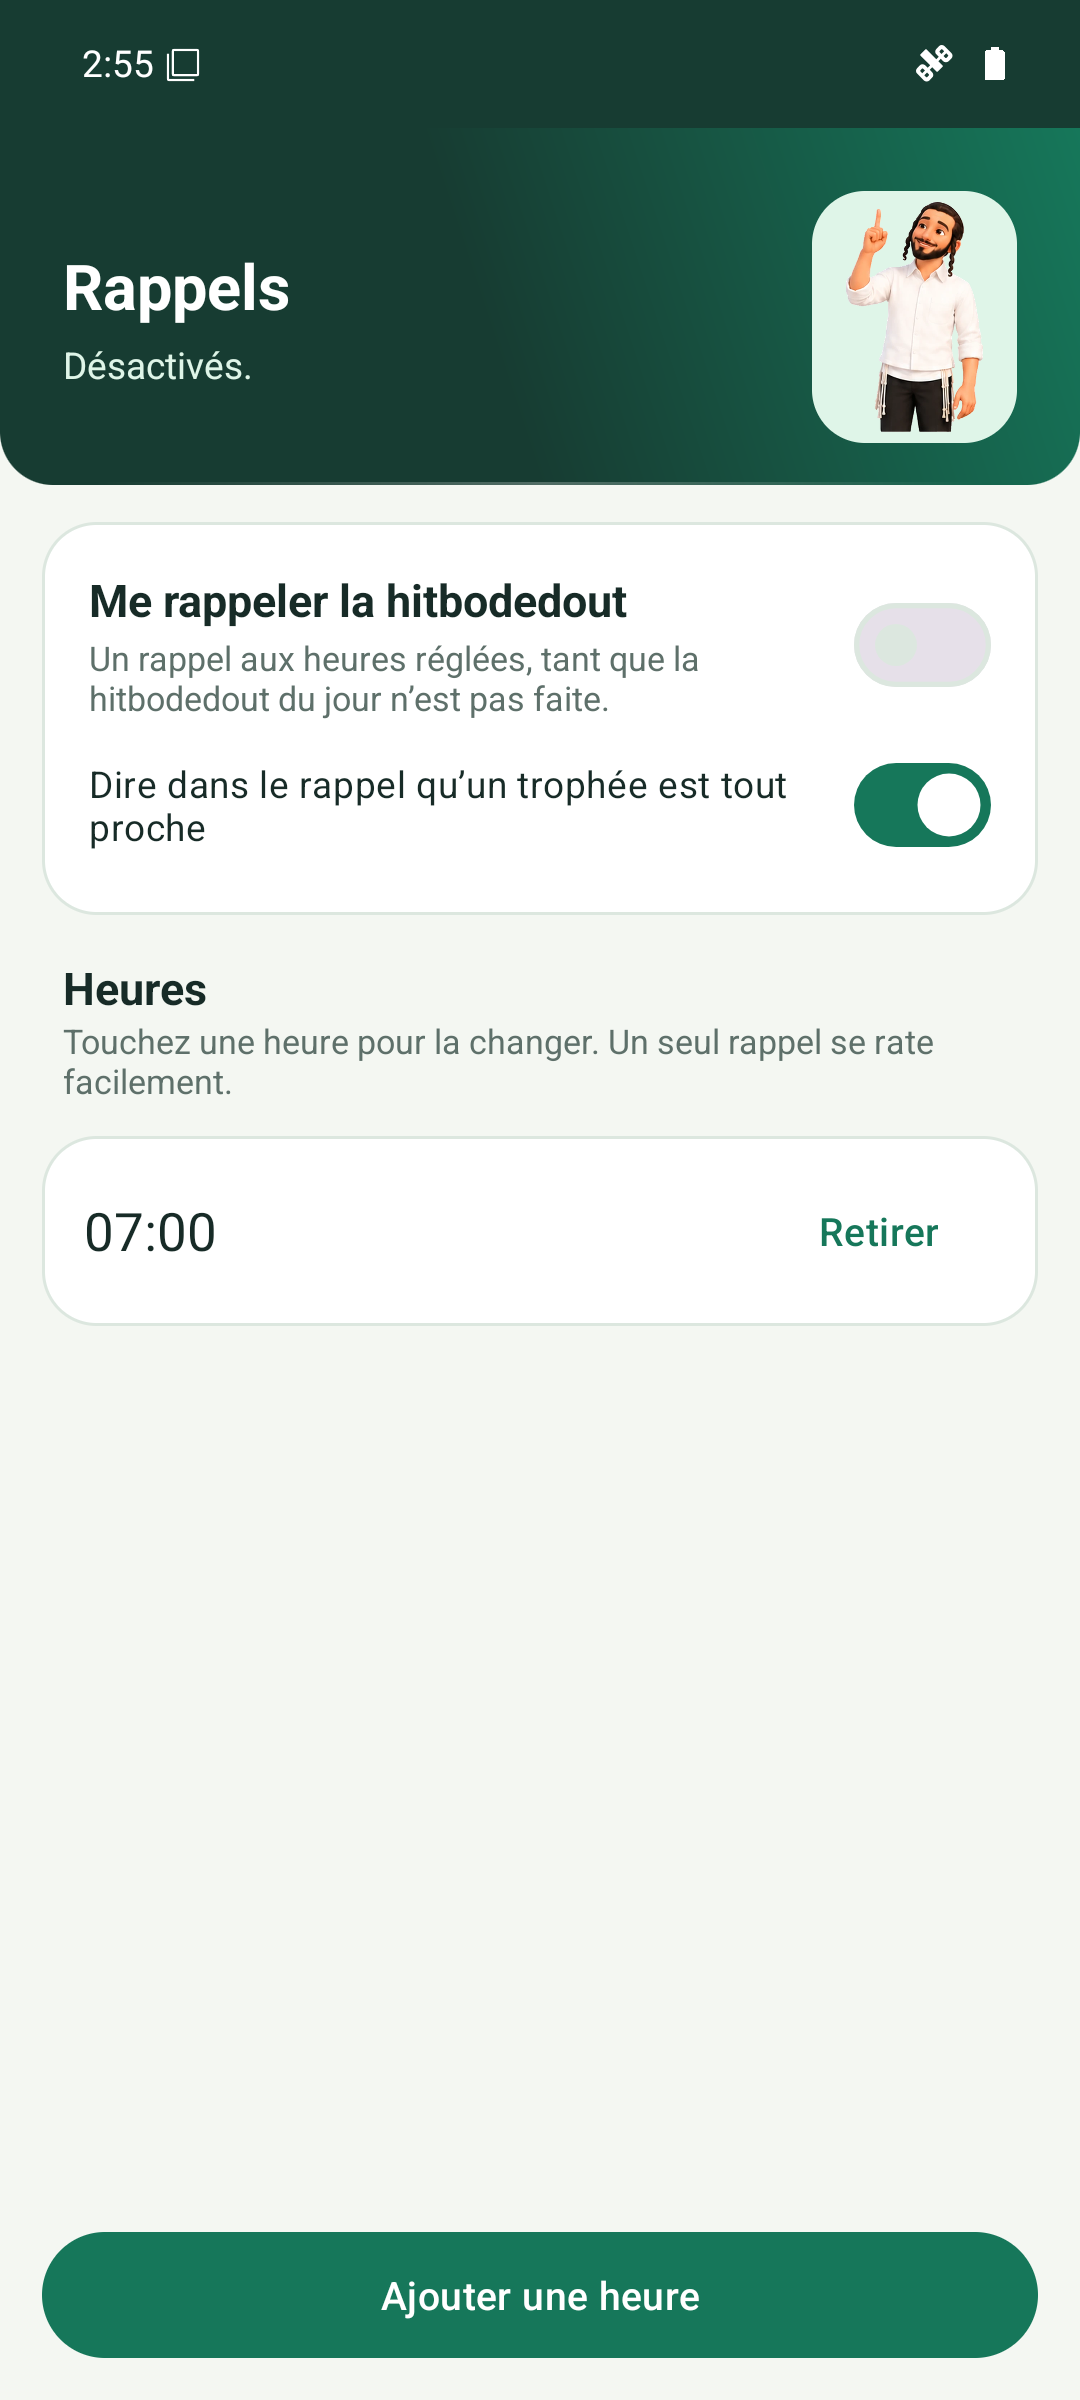 2:55
Rappels
Désactivés.
Me rappeler la hitbodedout
Un rappel aux heures réglées, tant que la
hitbodedout du jour n’est pas faite.
Dire dans le rappel qu’un trophée est tout
proche
Heures
Touchez une heure pour la changer. Un seul rappel se rate
facilement.
07:00
Retirer
Ajouter une heure